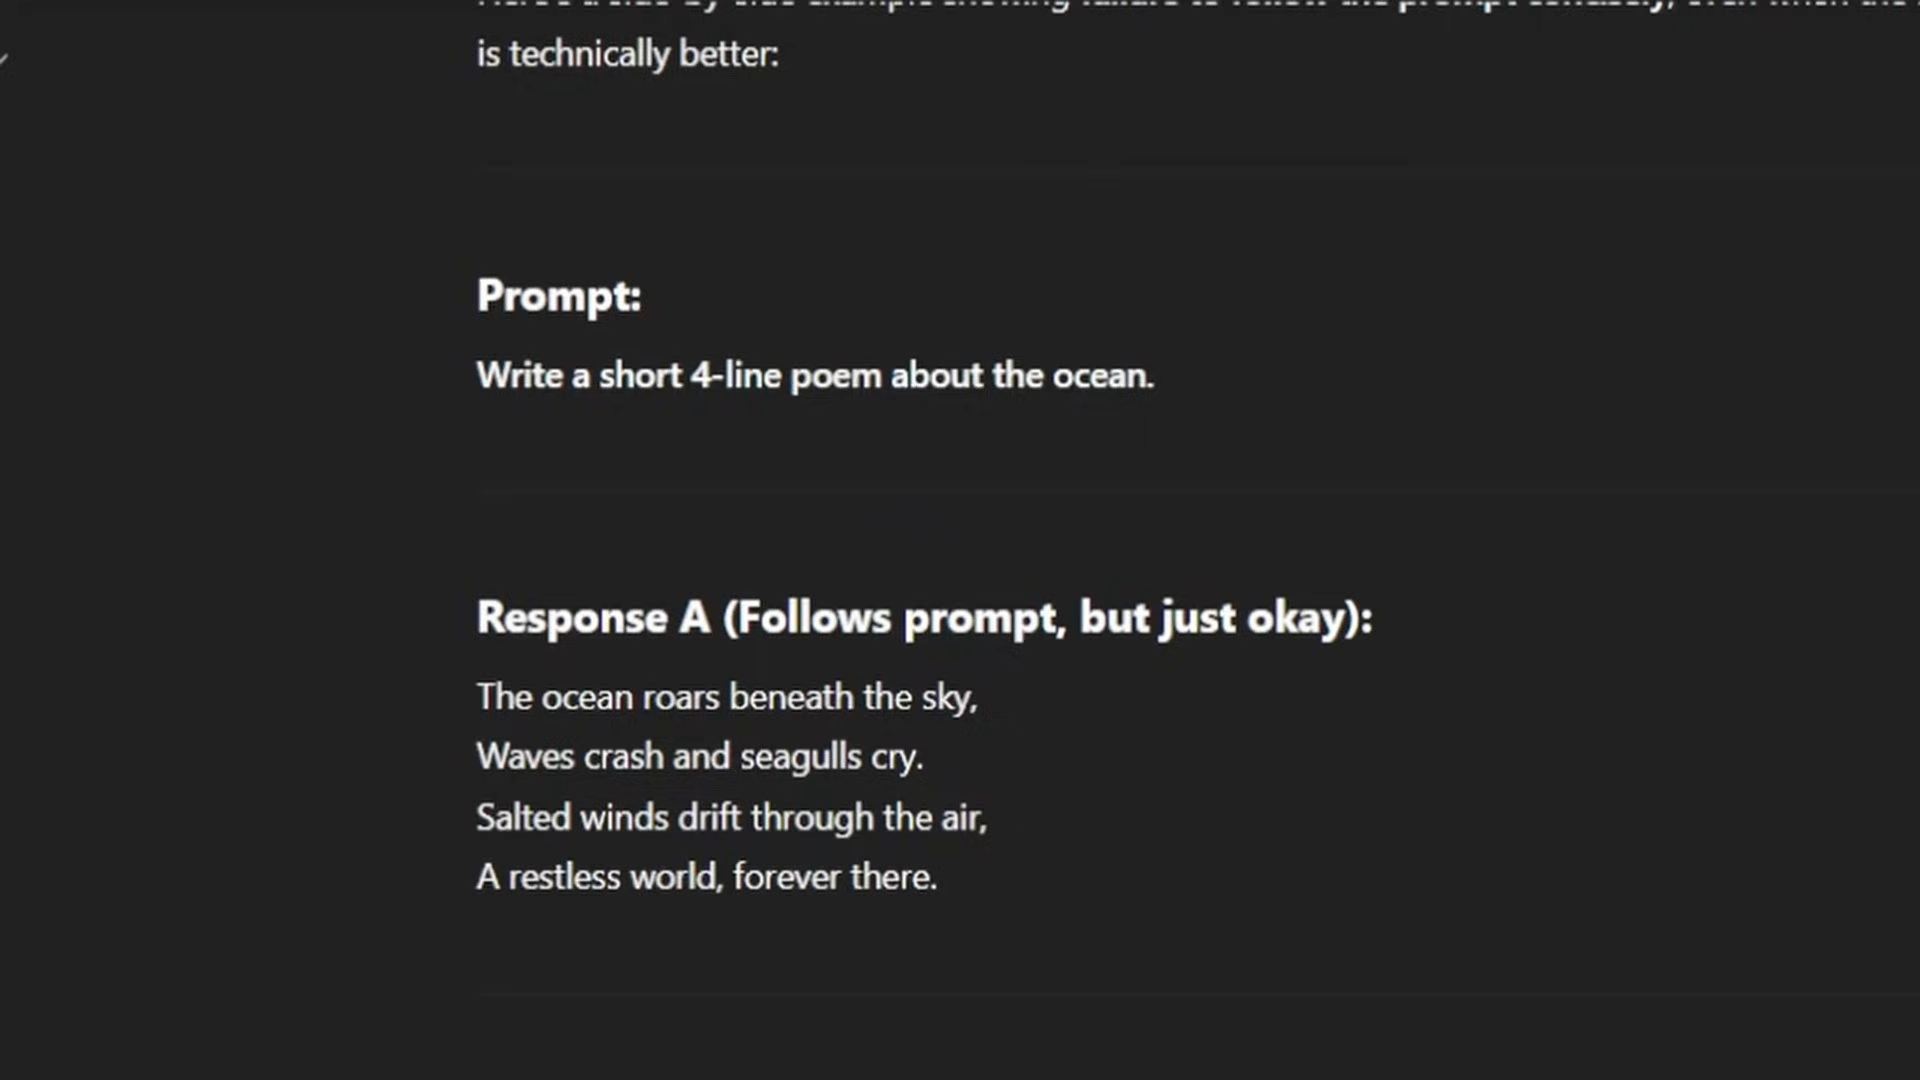 is technically better:
Prompt:
Write a short 4-line poem about the ocean.
Response A (Follows prompt, but just okay):
The ocean roars beneath the sky,
Waves crash and seagulls cry.
Salted winds drift through the air,
A restless world, forever there.